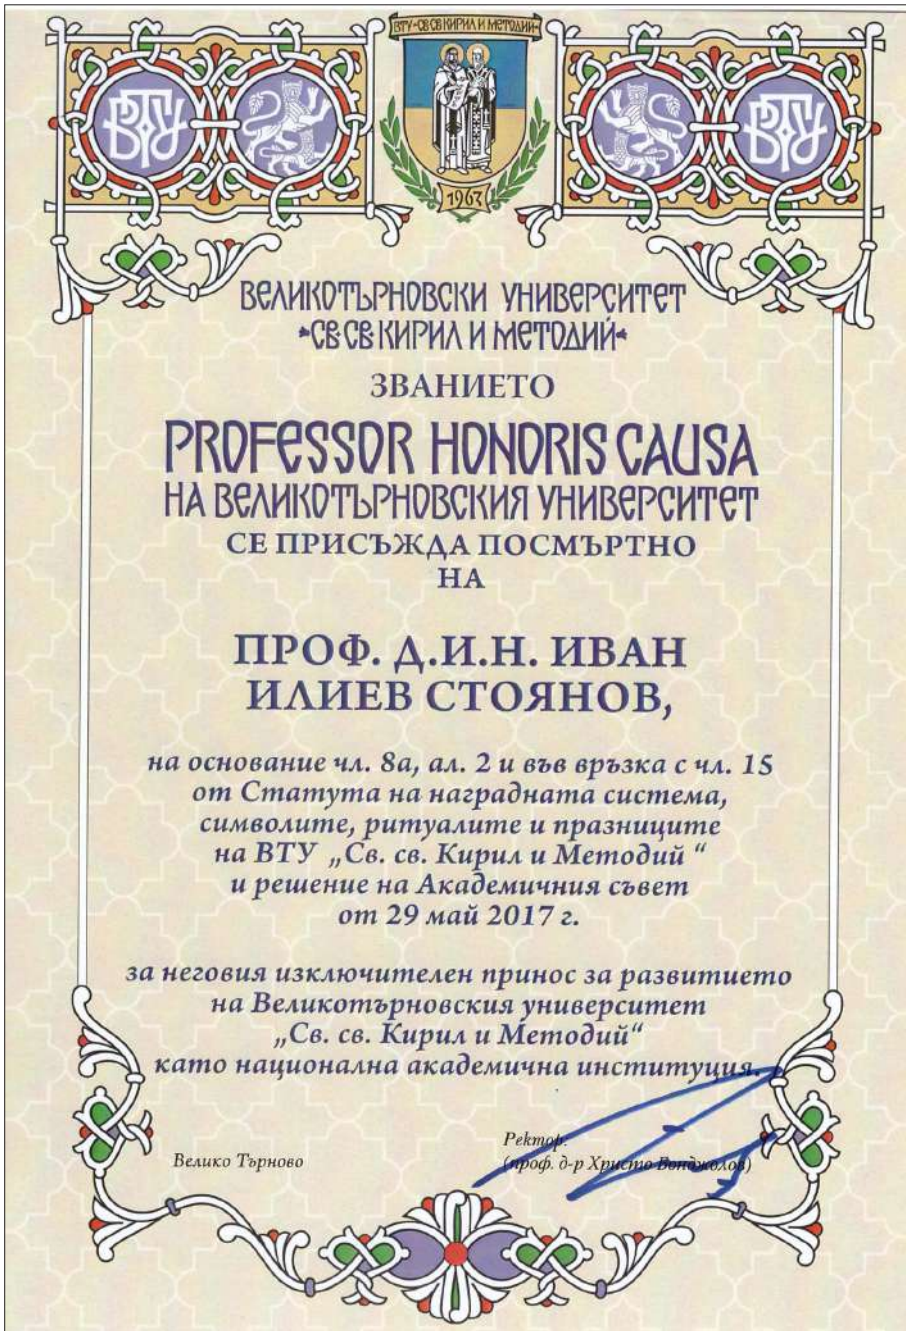 ВТУ "СВ СВ КИРИЛ И МЕТОДИЙ"
ВТУ
ВТУ
1963
ВЕЛИКОТЪРНОВСКИ УНИВЕРСИТЕТ
"СВ СВ КИРИЛ И МЕТОДИЙ"
ЗВАНИЕТО
PROFESSOR HONORIS CAUSA
НА ВЕЛИКОТЪРНОВСКИЯ УНИВЕРСИТЕТ
СЕ ПРИСЪЖДА ПОСМЪРТНО
НА
ПРОФ. Д.И.Н. ИВАН
ИЛИЕВ СТОЯНОВ,
на основание чл. 8а, ал. 2 и във връзка с чл. 15
от Статута на наградната система,
символите, ритуалите и празниците
на ВТУ „Св. св. Кирил и Методий “
и решение на Академичния съвет
от 29 май 2017 г.
за неговия изключителен принос за развитието
на Великотърновския университет
„Св. св. Кирил и Методий“
като национална академична институция.
Велико Търново
Ректор:
(проф. д-р Христо Бонджолов)